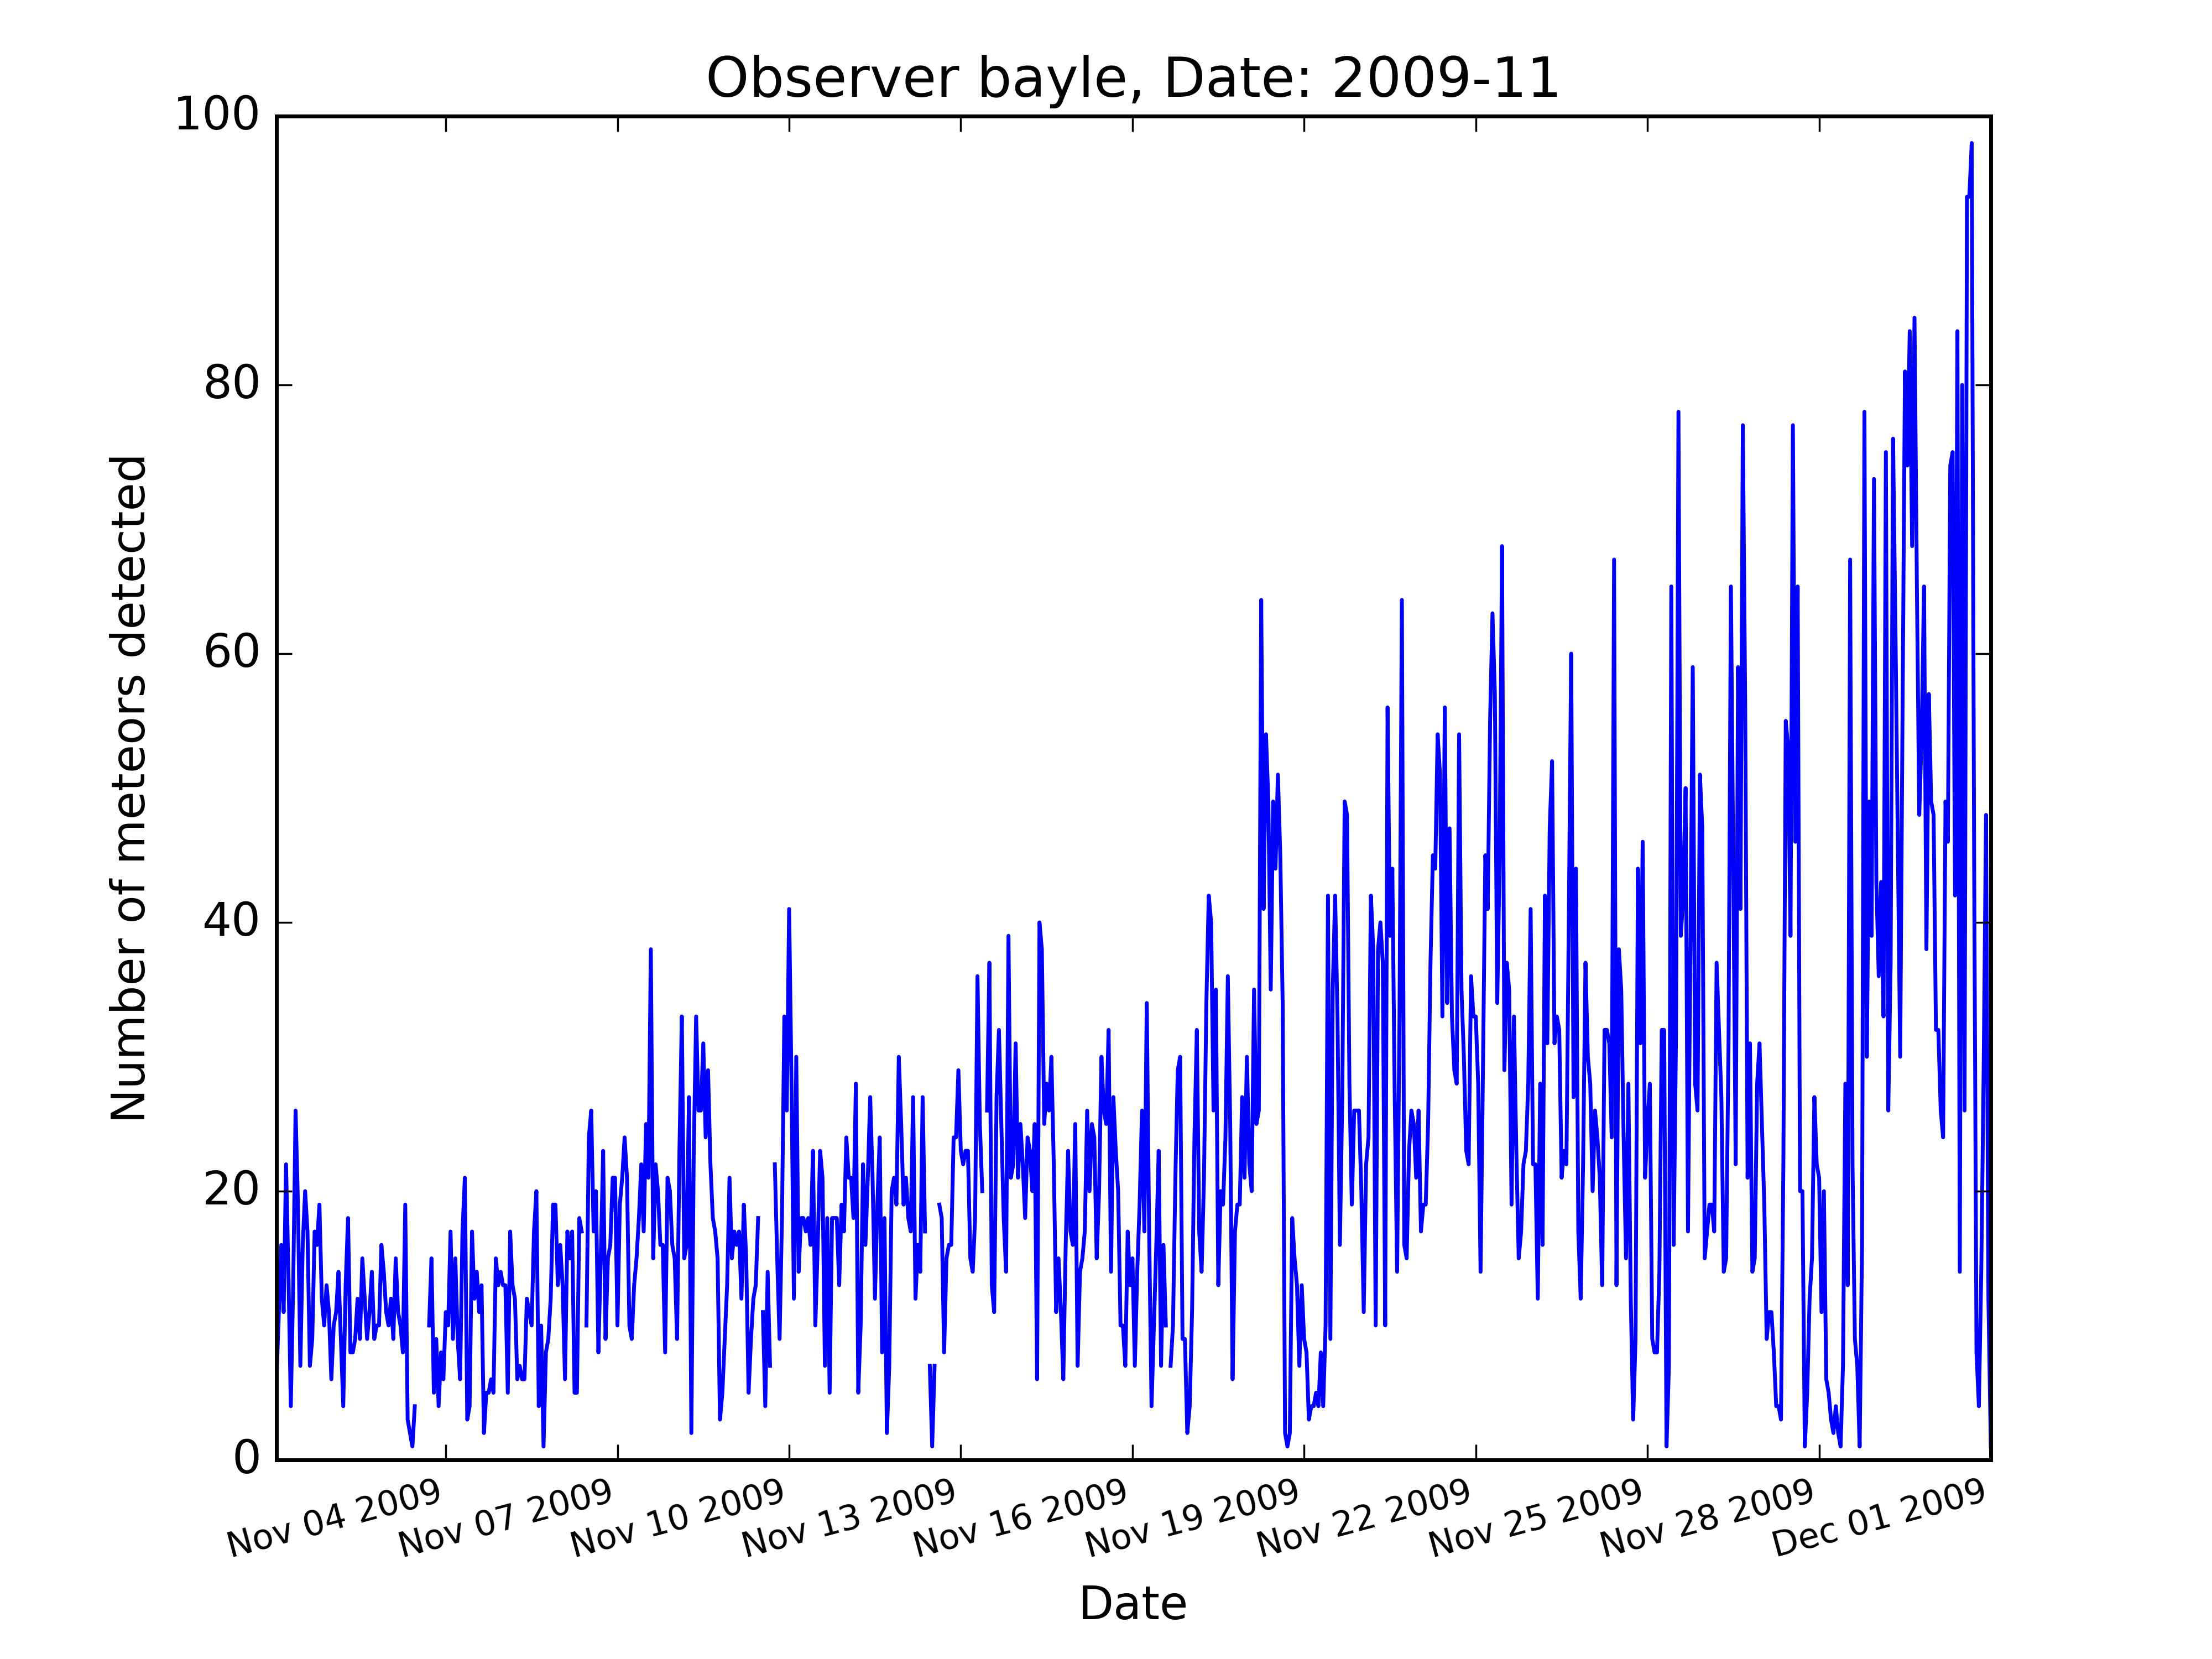 Observer bayle, Date: 2009-11
100
80
60
40
20
0
Number of meteors detected
Nov 04 2009
Nov 07 2009
Nov 10 2009
Nov 13 2009
Nov 16 2009
Nov 19 2009
Nov 22 2009
Nov 25 2009
Nov 28 2009
Dec 01 2009
Date